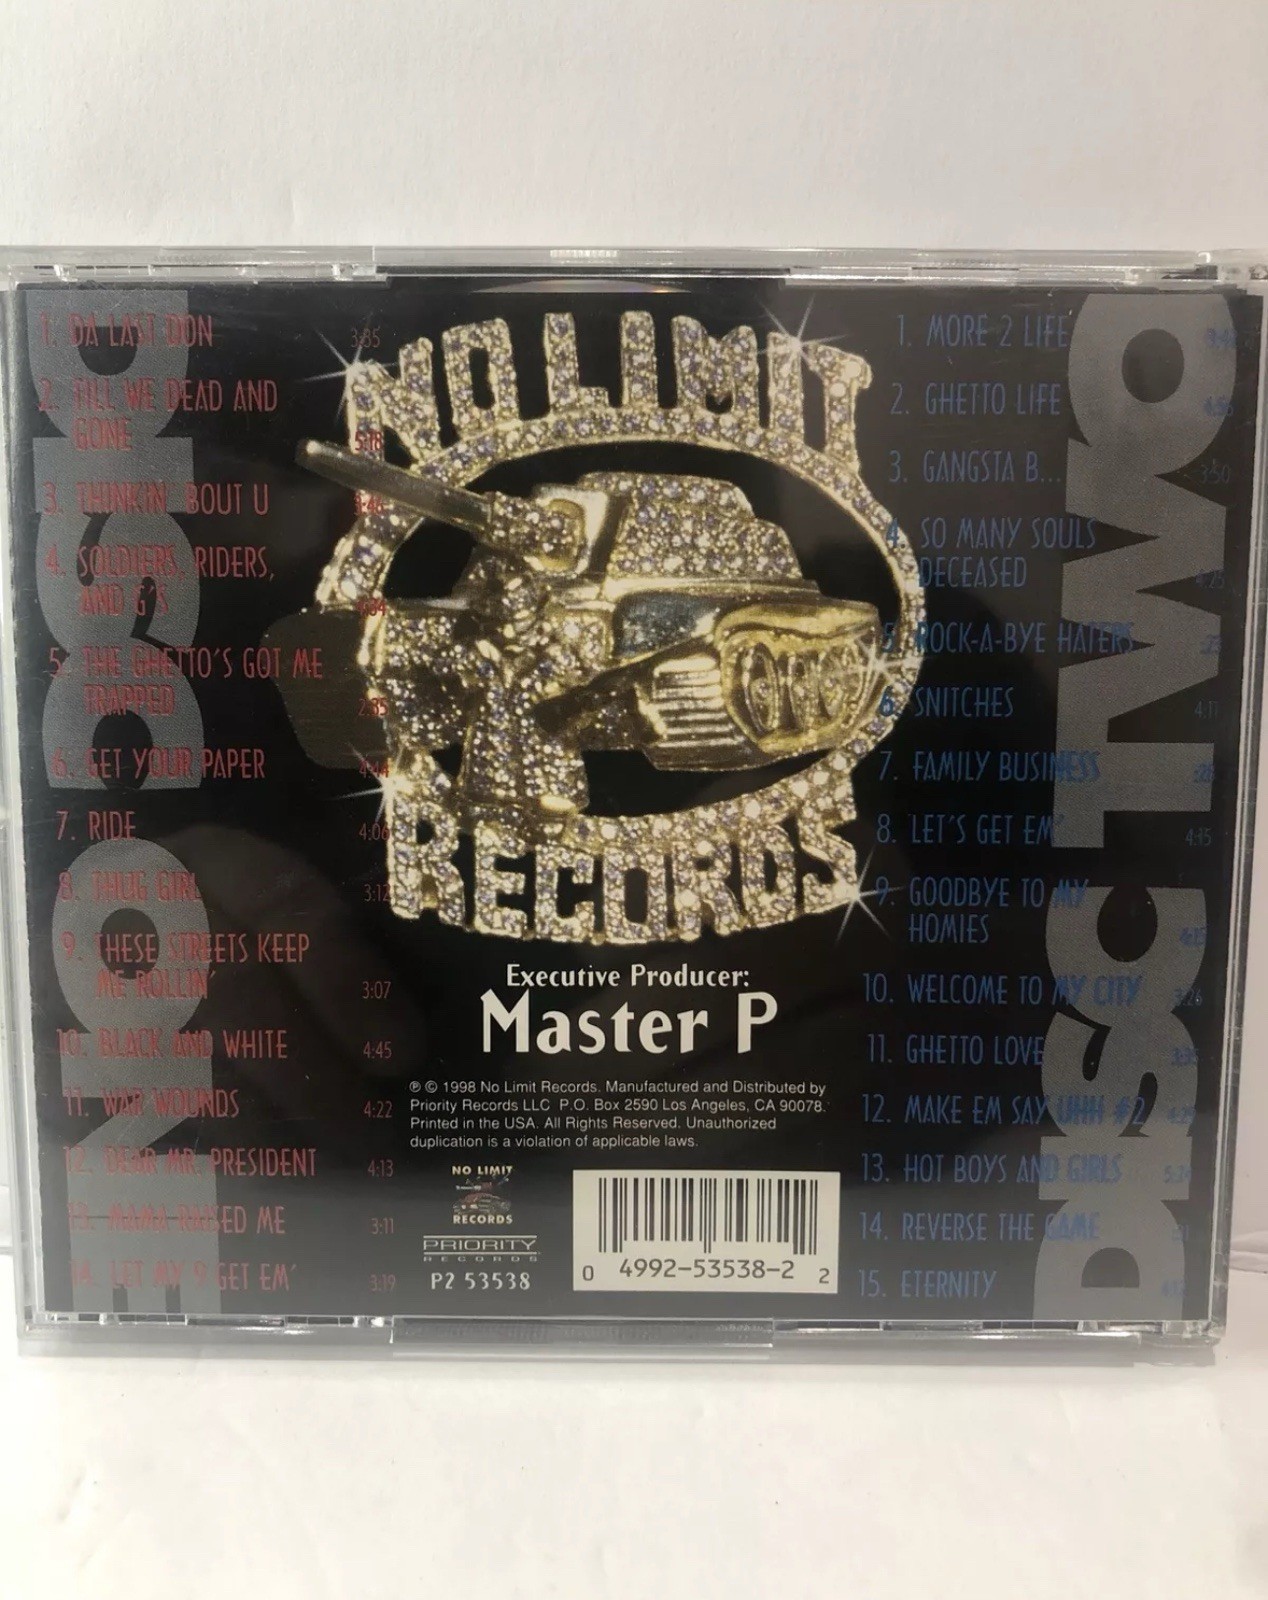 DISC ONE
1. DA LAST DON 3:35
2. TILL WE DEAD AND
GONE 5:18
3. THINKIN' BOUT U 3:46
4. SOLDIERS, RIDERS,
AND G'S 4:34
5. THE GHETTO'S GOT ME
TRAPPED 2:35
6. GET YOUR PAPER 4:44
7. RIDE 4:06
8. THUG GIRL 3:12
9. THESE STREETS KEEP
ME ROLLIN' 3:07
10. BLACK AND WHITE 4:45
11. WAR WOUNDS 4:22
12. DEAR MR. PRESIDENT 4:13
13. MAMA RAISED ME 3:11
14. LET MY 9 GET EM' 3:19
NO LIMIT
RECORDS
Executive Producer:
Master P
℗ © 1998 No Limit Records. Manufactured and Distributed by
Priority Records LLC P.O. Box 2590 Los Angeles, CA 90078.
Printed in the USA. All Rights Reserved. Unauthorized
duplication is a violation of applicable laws.
NO LIMIT
RECORDS
PRIORITY
RECORDS
P2 53538
0 4992-53538-2 2
DISC TWO
1. MORE 2 LIFE
2. GHETTO LIFE
3. GANGSTA B... 3:50
4. SO MANY SOULS
DECEASED 4:25
5. ROCK-A-BYE HATERS
6. SNITCHES
7. FAMILY BUSINESS
8. LET'S GET EM' 4:15
9. GOODBYE TO MY
HOMIES
10. WELCOME TO MY CITY 3:26
11. GHETTO LOVE
12. MAKE EM SAY UHH #2
13. HOT BOYS AND GIRLS
14. REVERSE THE GAME
15. ETERNITY